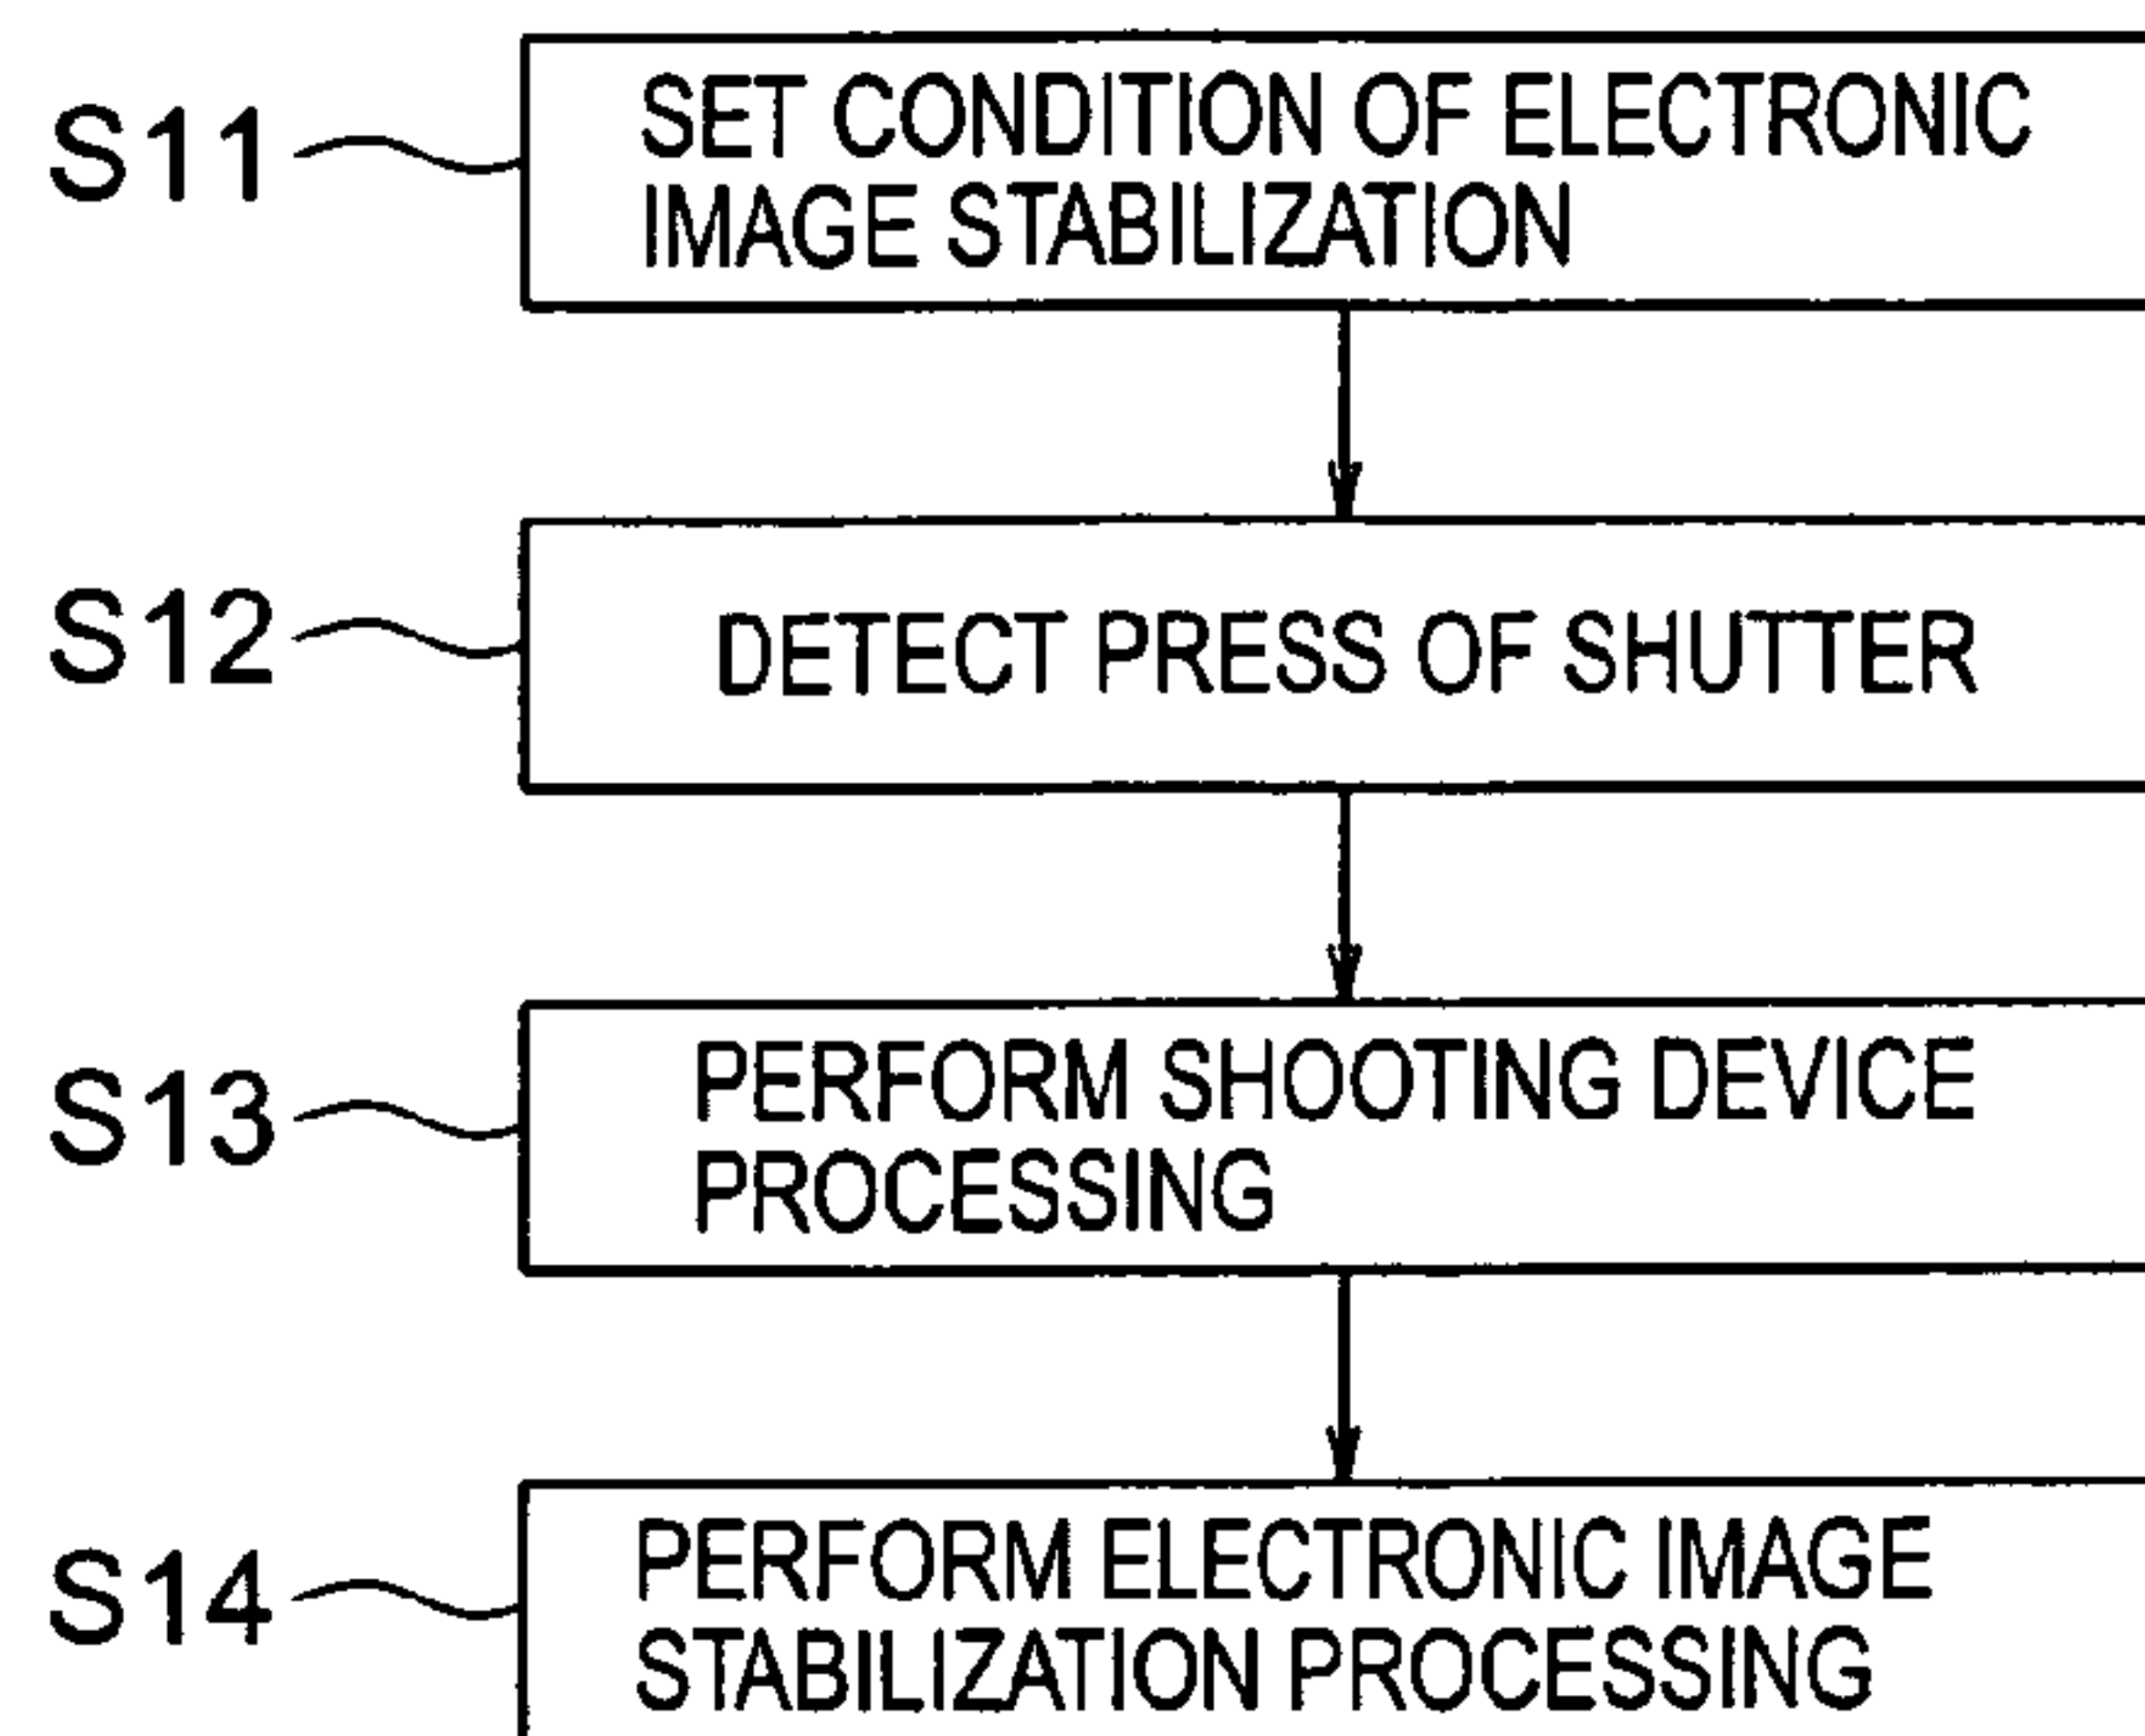 S11
SET CONDITION OF ELECTRONIC
IMAGE STABILIZATION
S12
DETECT PRESS OF SHUTTER
S13
PERFORM SHOOTING DEVICE
PROCESSING
S14
PERFORM ELECTRONIC IMAGE
STABILIZATION PROCESSING